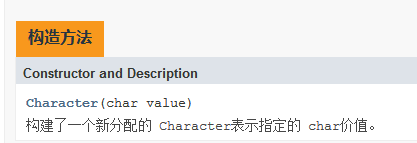 构造方法
Constructor and Description
Character(char value)
构建了一个新分配的 Character表示指定的 char价值。